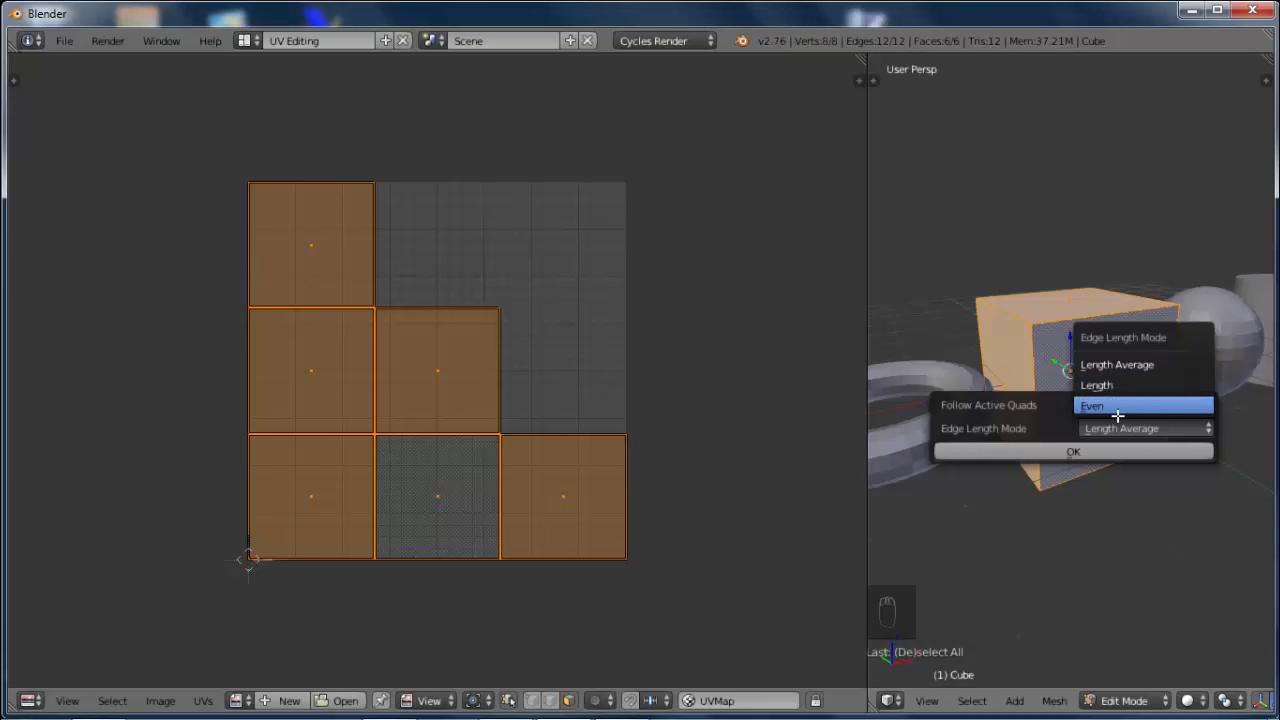 Blender
File Render Window Help UV Editing Scene Cycles Render v2.76 | Verts:8/8 | Edges:12/12 | Faces:6/6 | Tris:12 | Mem:37.21M | Cube
User Persp
Edge Length Mode
Length Average
Length
Even
Follow Active Quads
Edge Length Mode Length Average
OK
Last: (De)select All
(1) Cube
View Select Image UVs New Open View UVMap View Select Add Mesh Edit Mode